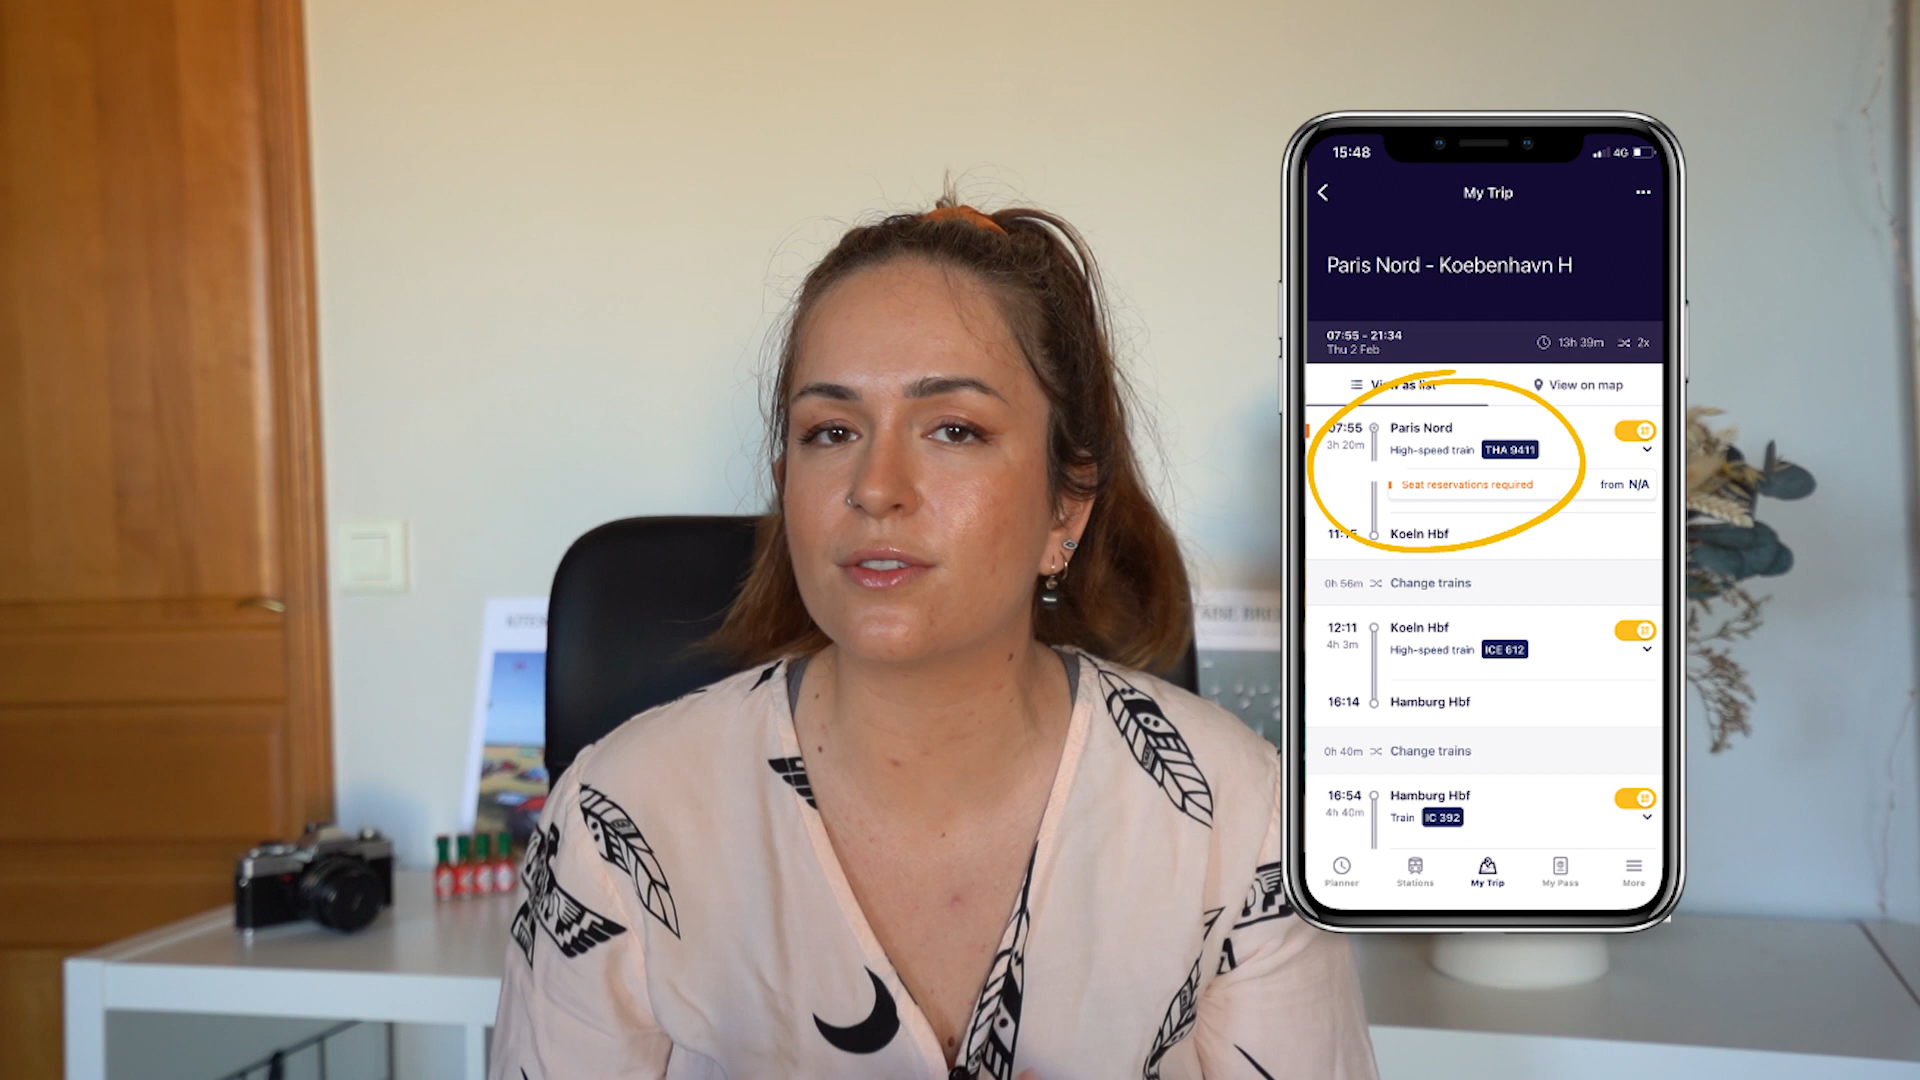 15:48
4G
My Trip
Paris Nord - Koebenhavn H
07:55 - 21:34
Thu 2 Feb
13h 39m
2x
View as list
View on map
07:55
Paris Nord
3h 20m
High-speed train
THA 9411
Seat reservations required
from N/A
Koeln Hbf
0h 56m
Change trains
12:11
Koeln Hbf
4h 3m
High-speed train
ICE 612
16:14
Hamburg Hbf
0h 40m
Change trains
16:54
Hamburg Hbf
4h 40m
Train
IC 392
Planner
Stations
My Trip
My Pass
More